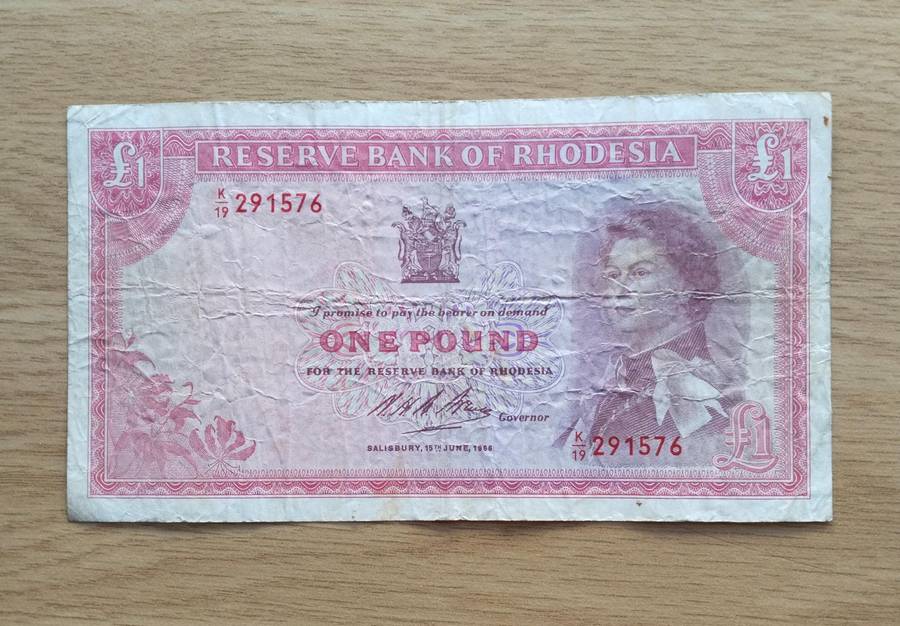 £1 RESERVE BANK OF RHODESIA £1
K/19 291576
I promise to pay the bearer on demand
ONE POUND
FOR THE RESERVE BANK OF RHODESIA
Governor
SALISBURY, 15TH JUNE, 1966
K/19 291576
£1